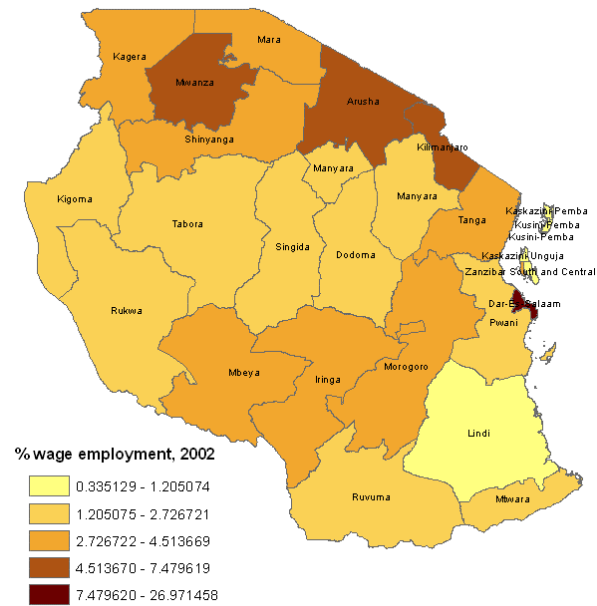 Mara
Kagera
Mwanza
Arusha
Shinyanga
Kilimanjaro
Manyara
Kigoma
Manyara
Kaskazini-Pemba
Tabora
Tanga
Kusini-Pemba
Kusini-Pemba
Singida
Dodoma
Kaskazini-Unguja
Zanzibar South and Central
Rukwa
Dar-Es-Salaam
Pwani
Mbeya
Iringa
Morogoro
Lindi
Ruvuma
Mtwara
% wage employment, 2002
0.335129 - 1.205074
1.205075 - 2.726721
2.726722 - 4.513669
4.513670 - 7.479619
7.479620 - 26.971458